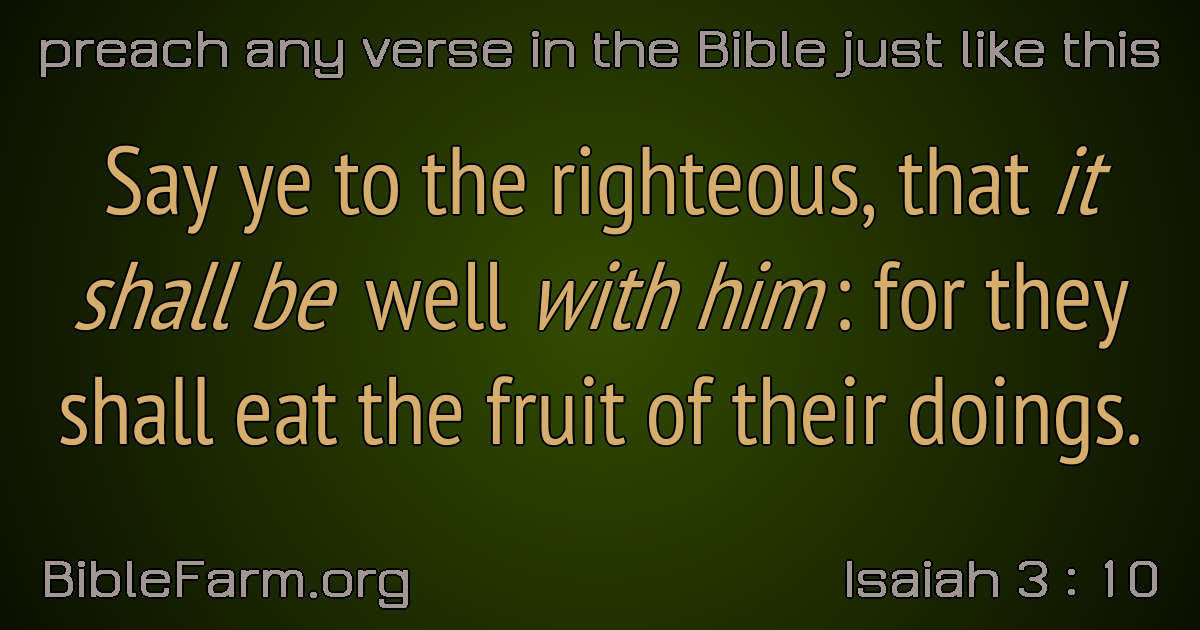 preach any verse in the Bible just like this
Say ye to the righteous, that it
shall be well with him: for they
shall eat the fruit of their doings.
BibleFarm.org
Isaiah 3 : 10